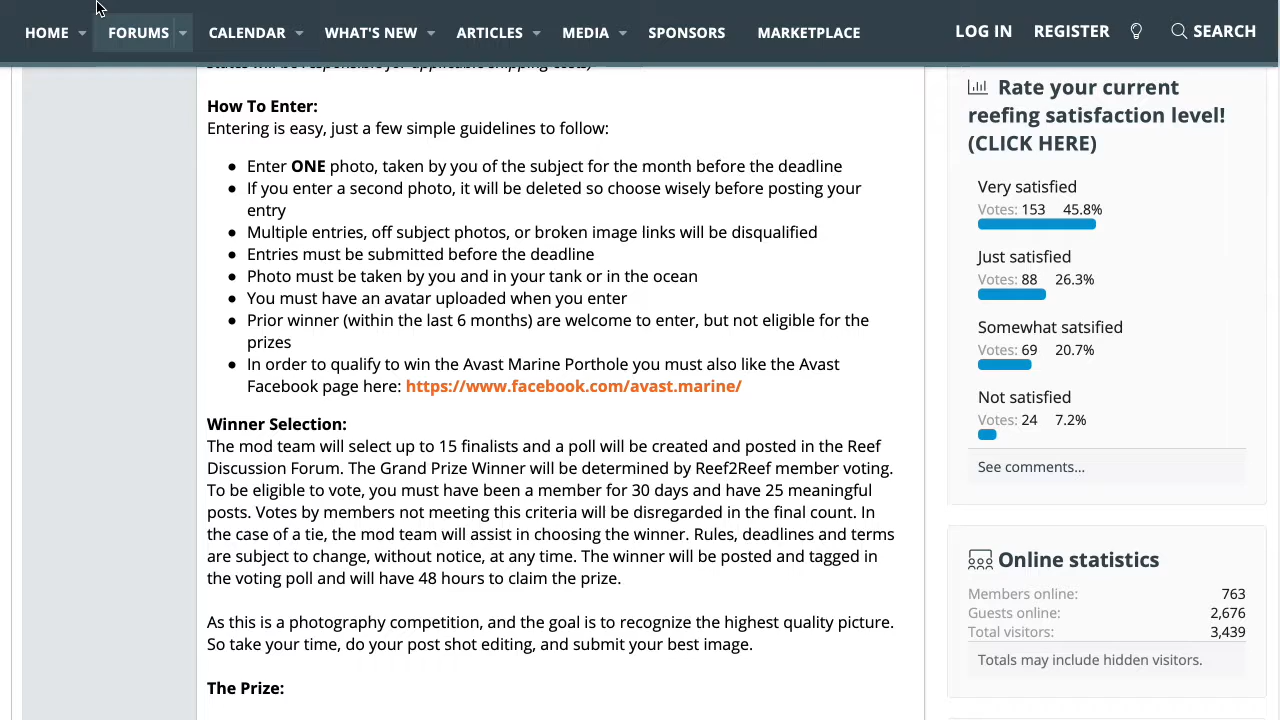 HOME FORUMS CALENDAR WHAT'S NEW ARTICLES MEDIA SPONSORS MARKETPLACE LOG IN REGISTER SEARCH
States will be responsible for applicable shipping costs)
How To Enter:
Entering is easy, just a few simple guidelines to follow:
Enter ONE photo, taken by you of the subject for the month before the deadline
If you enter a second photo, it will be deleted so choose wisely before posting your
entry
Multiple entries, off subject photos, or broken image links will be disqualified
Entries must be submitted before the deadline
Photo must be taken by you and in your tank or in the ocean
You must have an avatar uploaded when you enter
Prior winner (within the last 6 months) are welcome to enter, but not eligible for the
prizes
In order to qualify to win the Avast Marine Porthole you must also like the Avast
Facebook page here: https://www.facebook.com/avast.marine/
Winner Selection:
The mod team will select up to 15 finalists and a poll will be created and posted in the Reef
Discussion Forum. The Grand Prize Winner will be determined by Reef2Reef member voting.
To be eligible to vote, you must have been a member for 30 days and have 25 meaningful
posts. Votes by members not meeting this criteria will be disregarded in the final count. In
the case of a tie, the mod team will assist in choosing the winner. Rules, deadlines and terms
are subject to change, without notice, at any time. The winner will be posted and tagged in
the voting poll and will have 48 hours to claim the prize.
As this is a photography competition, and the goal is to recognize the highest quality picture.
So take your time, do your post shot editing, and submit your best image.
The Prize:
Rate your current
reefing satisfaction level!
(CLICK HERE)
Very satisfied
Votes: 153 45.8%
Just satisfied
Votes: 88 26.3%
Somewhat satsified
Votes: 69 20.7%
Not satisfied
Votes: 24 7.2%
See comments...
Online statistics
Members online: 763
Guests online: 2,676
Total visitors: 3,439
Totals may include hidden visitors.